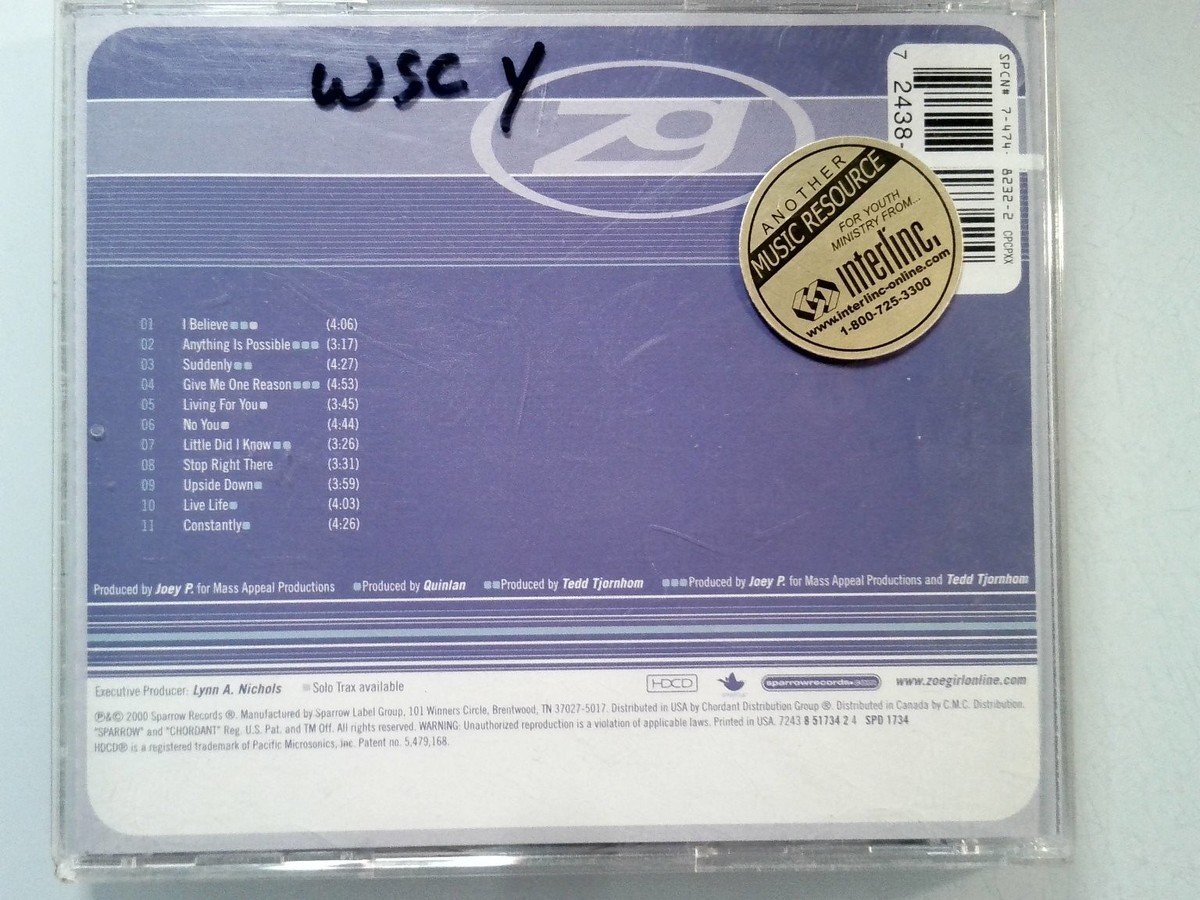 WSCY
ZG
7 2438-
SPCN# 7-474- 8232-2 CPCPXX
ANOTHER
MUSIC RESOURCE
FOR YOUTH
MINISTRY FROM...
Interl'inc.
www.interlinc-online.com
1-800-725-3300
01 I Believe (4:06)
02 Anything Is Possible (3:17)
03 Suddenly (4:27)
04 Give Me One Reason (4:53)
05 Living For You (3:45)
06 No You (4:44)
07 Little Did I Know (3:26)
08 Stop Right There (3:31)
09 Upside Down (3:59)
10 Live Life (4:03)
11 Constantly (4:26)
Produced by Joey P. for Mass Appeal Productions Produced by Quinlan Produced by Tedd Tjornhom Produced by Joey P. for Mass Appeal Productions and Tedd Tjornhom
Executive Producer: Lynn A. Nichols Solo Trax available HDCD sparrowrecords.com www.zoegirlonline.com
℗&© 2000 Sparrow Records ®. Manufactured by Sparrow Label Group, 101 Winners Circle, Brentwood, TN 37027-5017. Distributed in USA by Chordant Distribution Group ®. Distributed in Canada by C.M.C. Distribution.
"SPARROW" and "CHORDANT" Reg. U.S. Pat. and TM Off. All rights reserved. WARNING: Unauthorized reproduction is a violation of applicable laws. Printed in USA. 7243 8 51734 2 4 SPD 1734
HDCD® is a registered trademark of Pacific Microsonics, Inc. Patent no. 5,479,168.